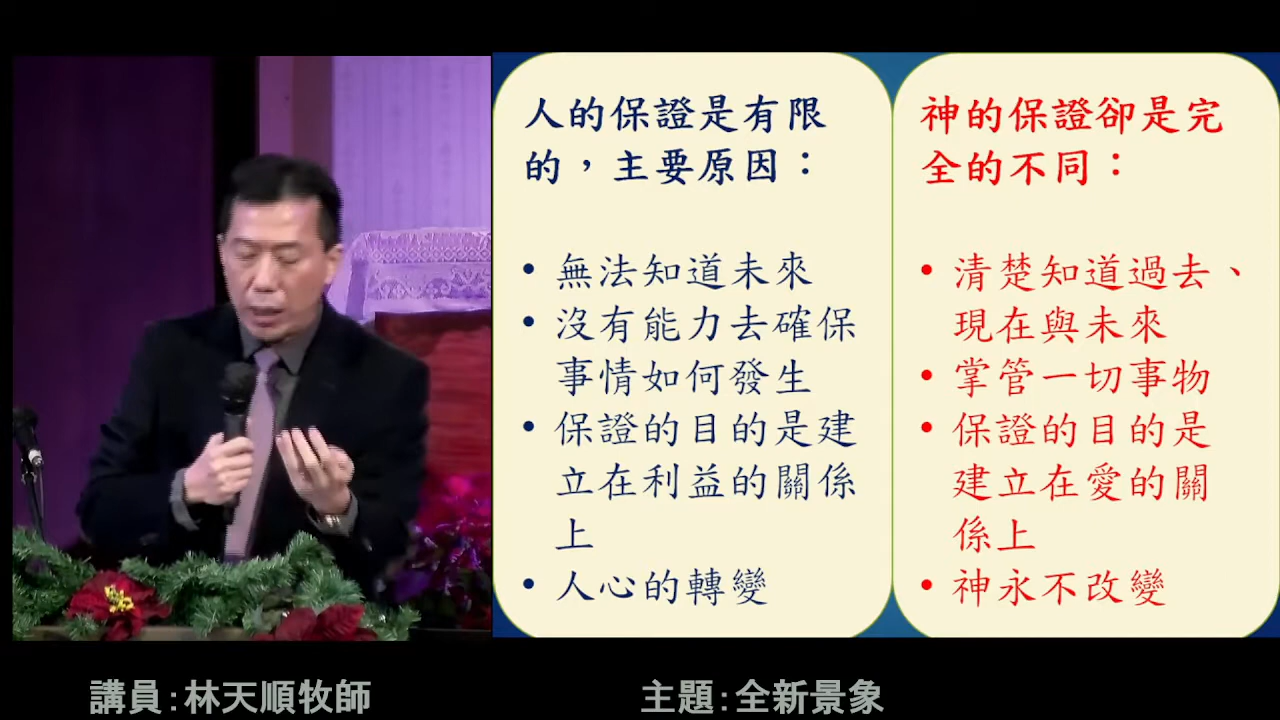 人的保證是有限
的，主要原因：
• 無法知道未來
• 沒有能力去確保
事情如何發生
• 保證的目的是建
立在利益的關係
上
• 人心的轉變
神的保證卻是完
全的不同：
• 清楚知道過去、
現在與未來
• 掌管一切事物
• 保證的目的是
建立在愛的關
係上
• 神永不改變
講員:林天順牧師
主題:全新景象